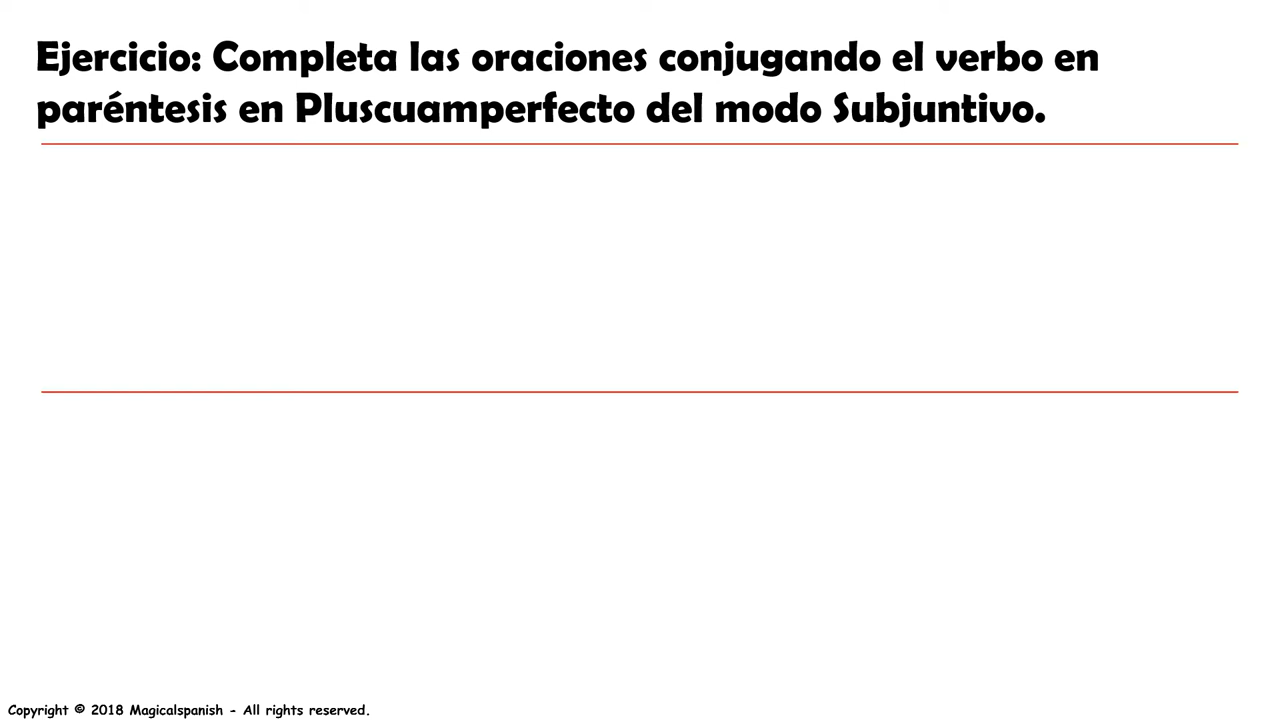 Ejercicio: Completa las oraciones conjugando el verbo en
paréntesis en Pluscuamperfecto del modo Subjuntivo.
Copyright © 2018 Magicalspanish - All rights reserved.